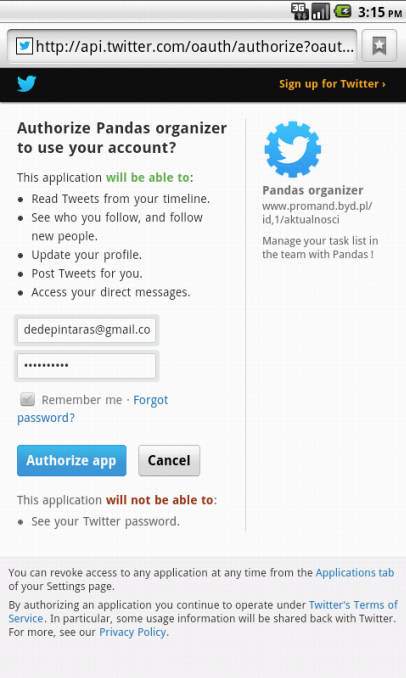 3G
3:15 PM
http://api.twitter.com/oauth/authorize?oaut...
Sign up for Twitter ›
Authorize Pandas organizer
to use your account?
This application will be able to:
• Read Tweets from your timeline.
• See who you follow, and follow
new people.
• Update your profile.
• Post Tweets for you.
• Access your direct messages.
dedepintaras@gmail.co
••••••••••
Remember me · Forgot
password?
Authorize app
Cancel
This application will not be able to:
• See your Twitter password.
Pandas organizer
www.promand.byd.pl/
id,1/aktualnosci
Manage your task list in
the team with Pandas !
You can revoke access to any application at any time from the Applications tab
of your Settings page.
By authorizing an application you continue to operate under Twitter's Terms of
Service. In particular, some usage information will be shared back with Twitter.
For more, see our Privacy Policy.